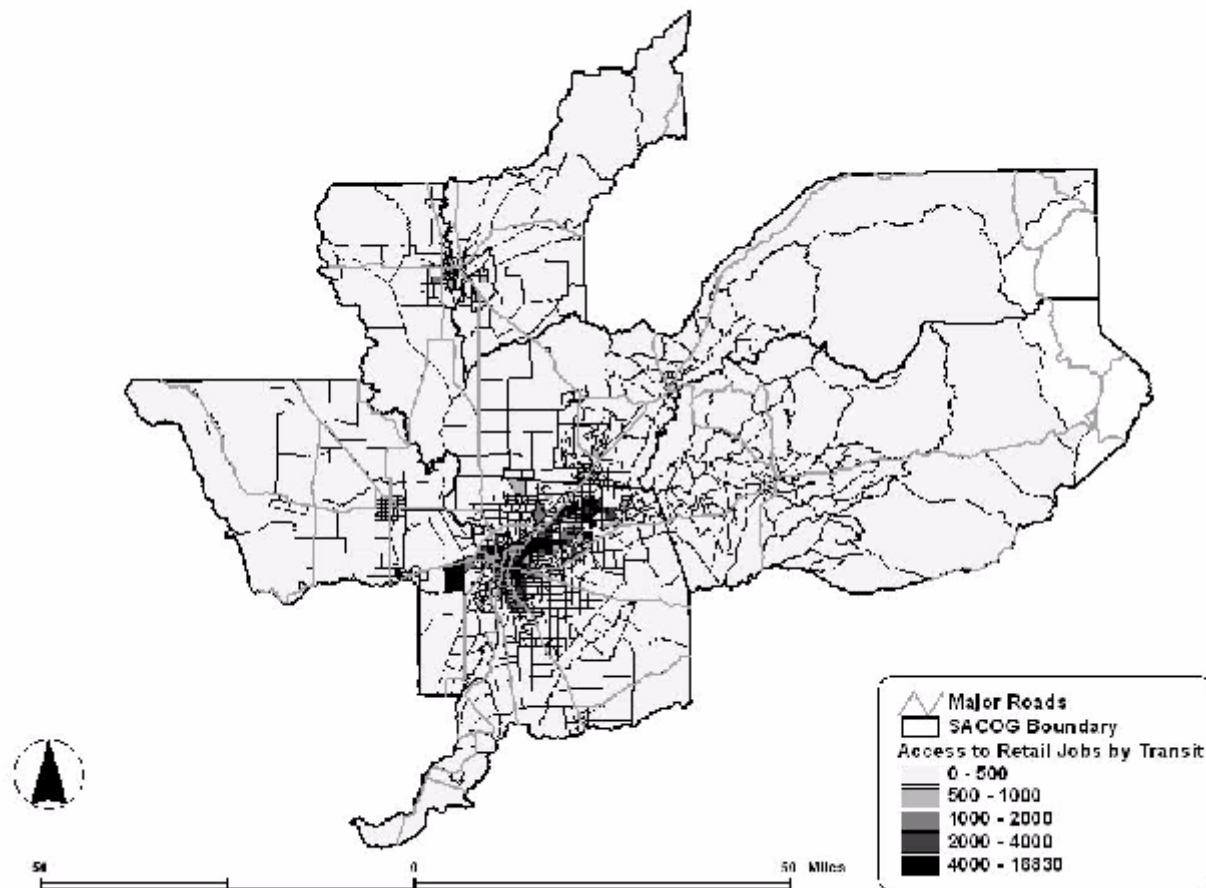 Major Roads
SACOG Boundary
Access to Retail Jobs by Transit
0 - 500
500 - 1000
1000 - 2000
2000 - 4000
4000 - 16830
50 0 50 Miles